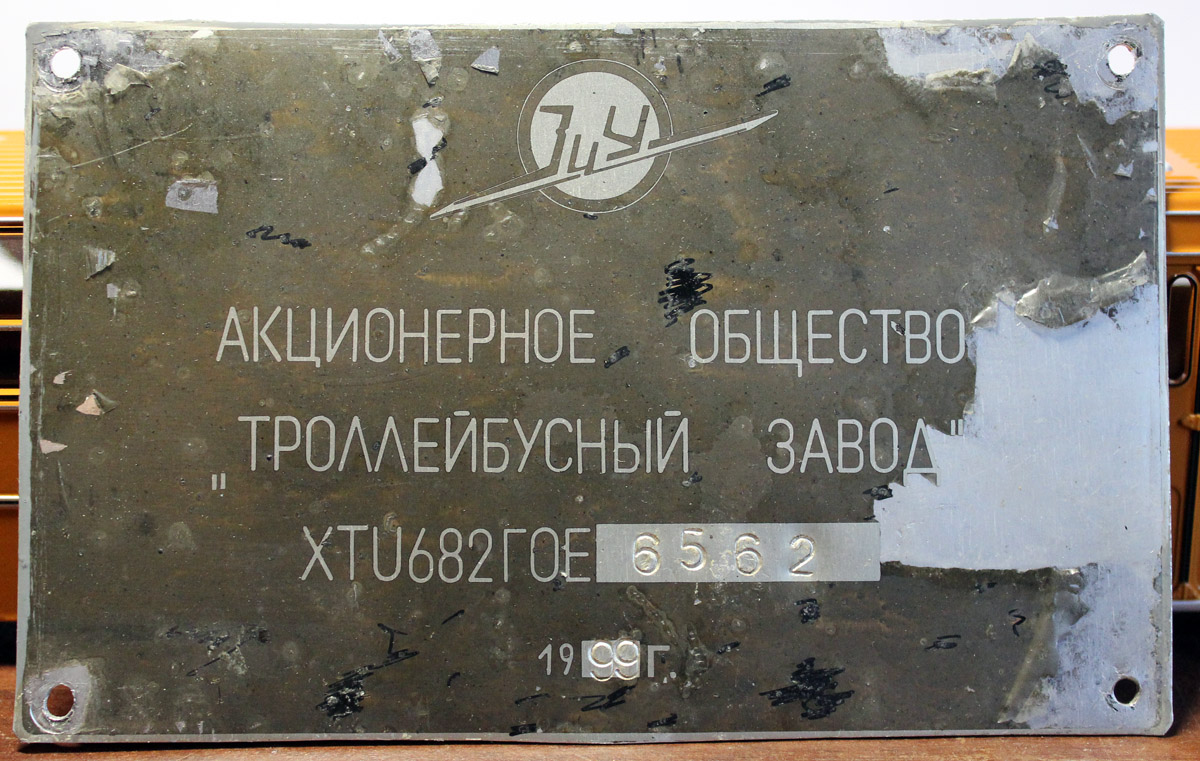 ЗиУ
АКЦИОНЕРНОЕ ОБЩЕСТВО
"ТРОЛЛЕЙБУСНЫЙ ЗАВОД"
XTU682ГОЕ 6562
1999г.